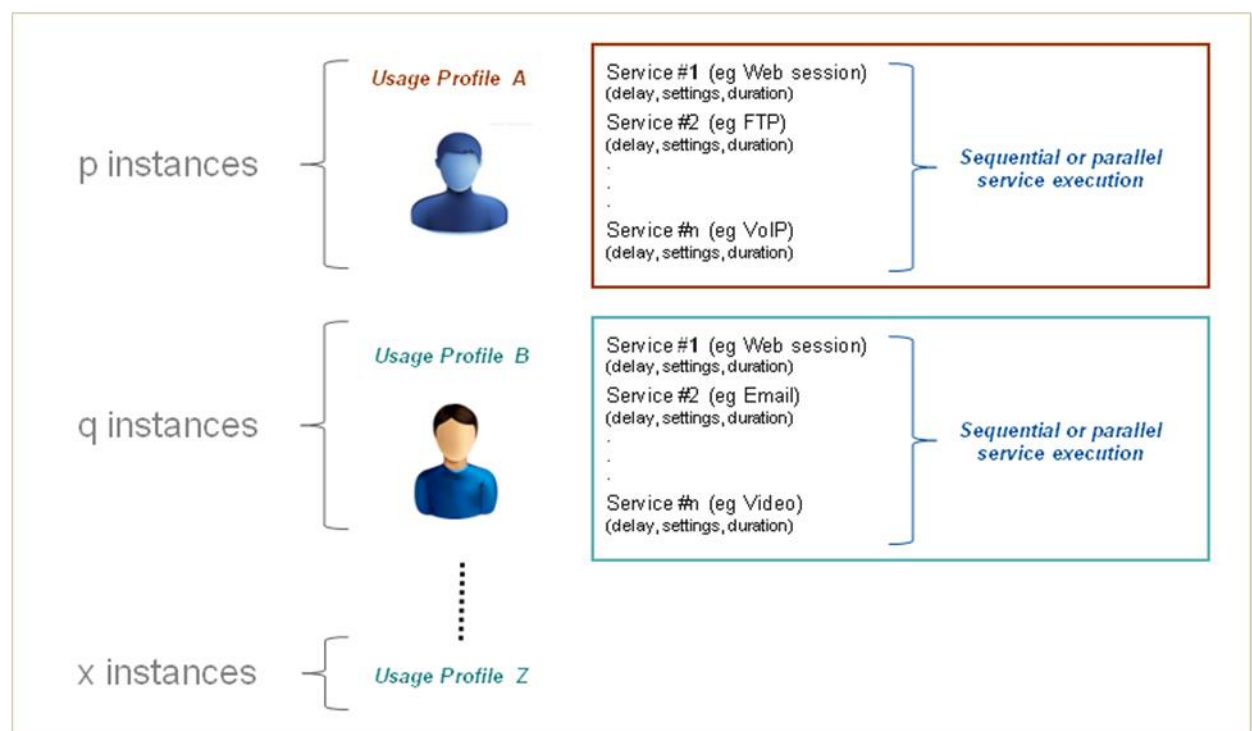 Usage Profile A
p instances
Service #1 (eg Web session)
(delay, settings, duration)
Service #2 (eg FTP)
(delay, settings, duration)
.
.
.
Service #n (eg VoIP)
(delay, settings, duration)
Sequential or parallel
service execution
Usage Profile B
q instances
Service #1 (eg Web session)
(delay, settings, duration)
Service #2 (eg Email)
(delay, settings, duration)
.
.
.
Service #n (eg Video)
(delay, settings, duration)
Sequential or parallel
service execution
x instances
Usage Profile Z